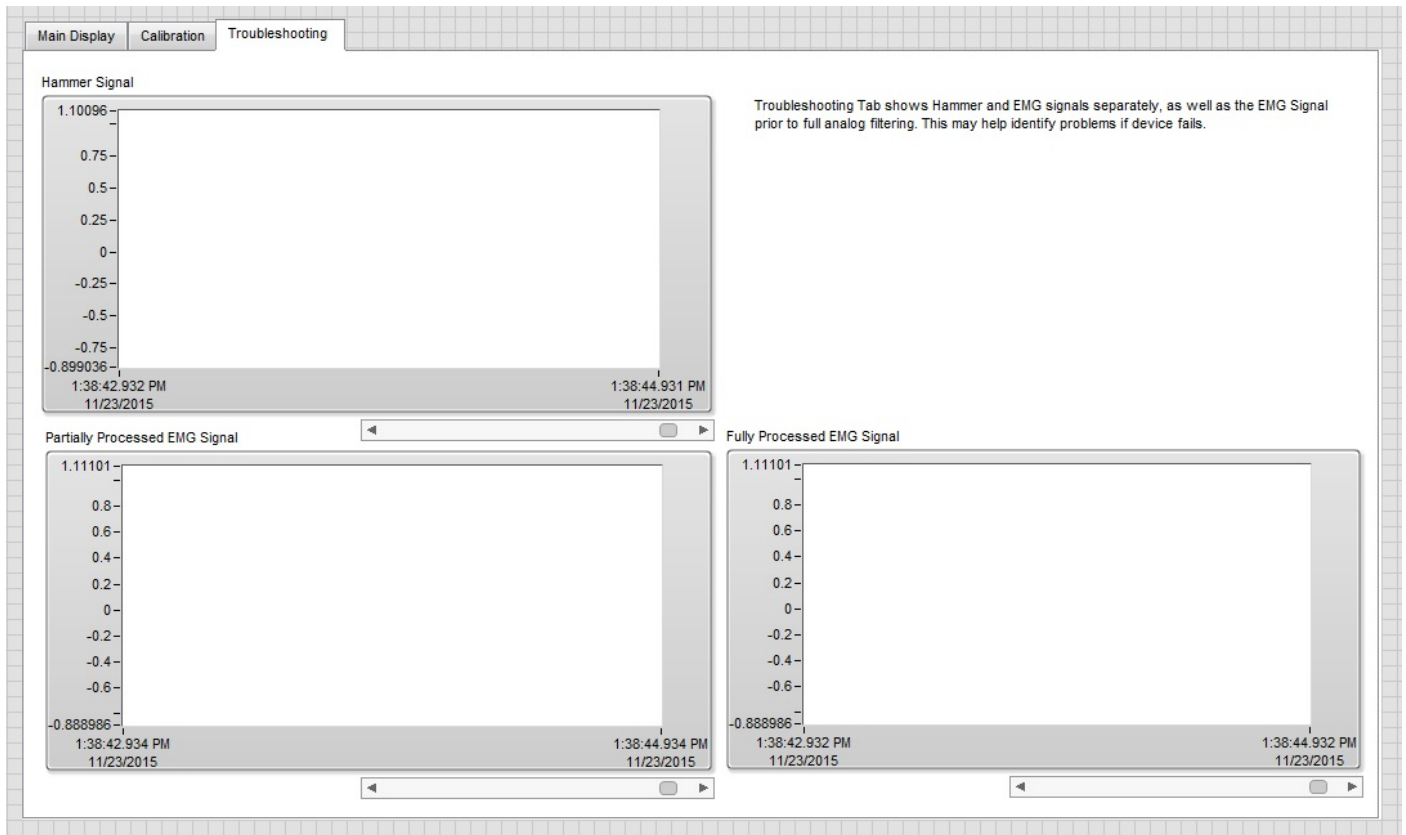 Main Display
Calibration
Troubleshooting
Hammer Signal
1.10096
0.75
0.5
0.25
0
-0.25
-0.5
-0.75
-0.899036
1:38:42.932 PM
11/23/2015
1:38:44.931 PM
11/23/2015
Troubleshooting Tab shows Hammer and EMG signals separately, as well as the EMG Signal
prior to full analog filtering. This may help identify problems if device fails.
Partially Processed EMG Signal
1.11101
0.8
0.6
0.4
0.2
0
-0.2
-0.4
-0.6
-0.888986
1:38:42.934 PM
11/23/2015
1:38:44.934 PM
11/23/2015
Fully Processed EMG Signal
1.11101
0.8
0.6
0.4
0.2
0
-0.2
-0.4
-0.6
-0.888986
1:38:42.932 PM
11/23/2015
1:38:44.932 PM
11/23/2015